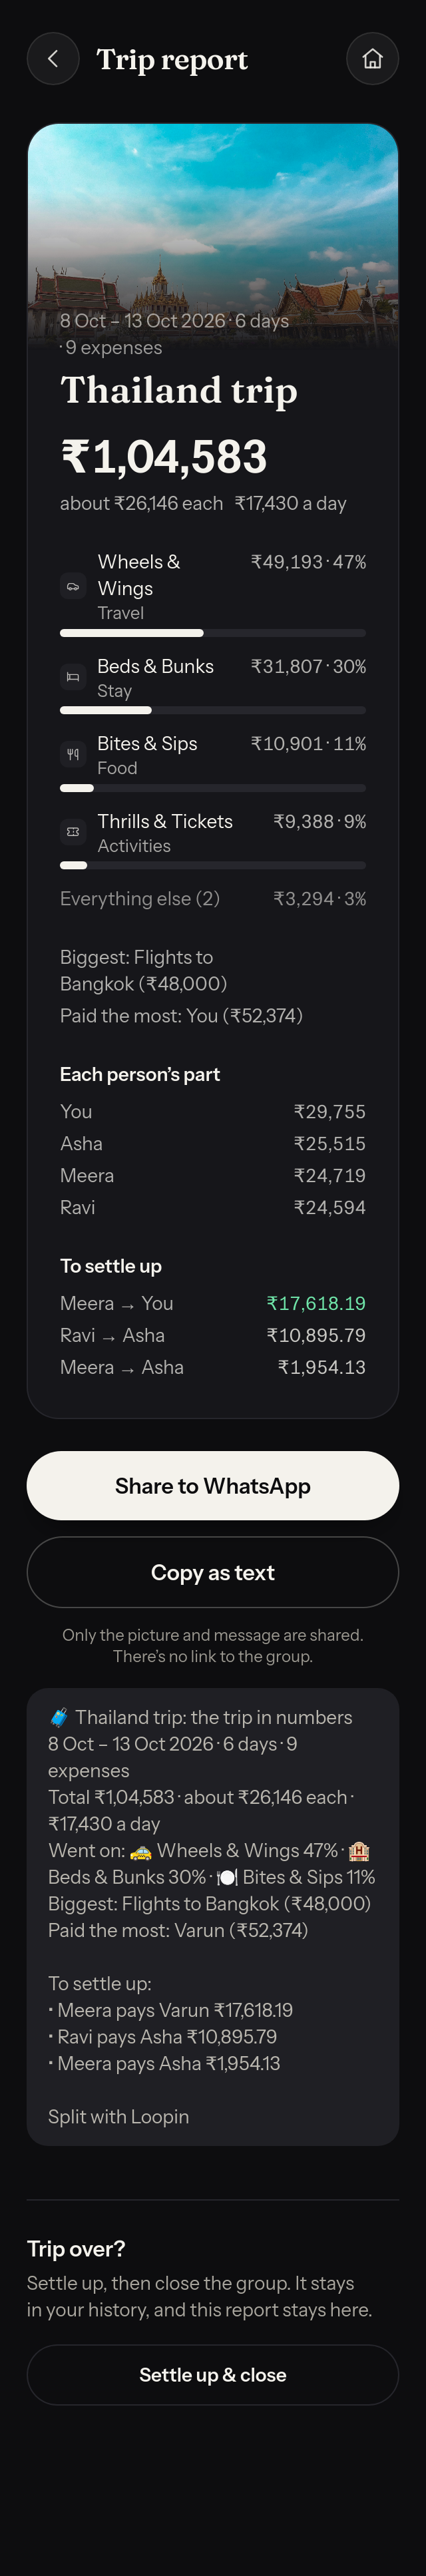 Trip report
8 Oct – 13 Oct 2026 · 6 days
· 9 expenses
Thailand trip
₹1,04,583
about ₹26,146 each ₹17,430 a day
Wheels & Wings ₹49,193 · 47%
Travel
Beds & Bunks ₹31,807 · 30%
Stay
Bites & Sips ₹10,901 · 11%
Food
Thrills & Tickets ₹9,388 · 9%
Activities
Everything else (2) ₹3,294 · 3%
Biggest: Flights to
Bangkok (₹48,000)
Paid the most: You (₹52,374)
Each person’s part
You ₹29,755
Asha ₹25,515
Meera ₹24,719
Ravi ₹24,594
To settle up
Meera → You ₹17,618.19
Ravi → Asha ₹10,895.79
Meera → Asha ₹1,954.13
Share to WhatsApp
Copy as text
Only the picture and message are shared.
There’s no link to the group.
🧳 Thailand trip: the trip in numbers
8 Oct – 13 Oct 2026 · 6 days · 9
expenses
Total ₹1,04,583 · about ₹26,146 each ·
₹17,430 a day
Went on: 🚕 Wheels & Wings 47% · 🏨
Beds & Bunks 30% · 🍽️ Bites & Sips 11%
Biggest: Flights to Bangkok (₹48,000)
Paid the most: Varun (₹52,374)
To settle up:
• Meera pays Varun ₹17,618.19
• Ravi pays Asha ₹10,895.79
• Meera pays Asha ₹1,954.13
Split with Loopin
Trip over?
Settle up, then close the group. It stays
in your history, and this report stays here.
Settle up & close